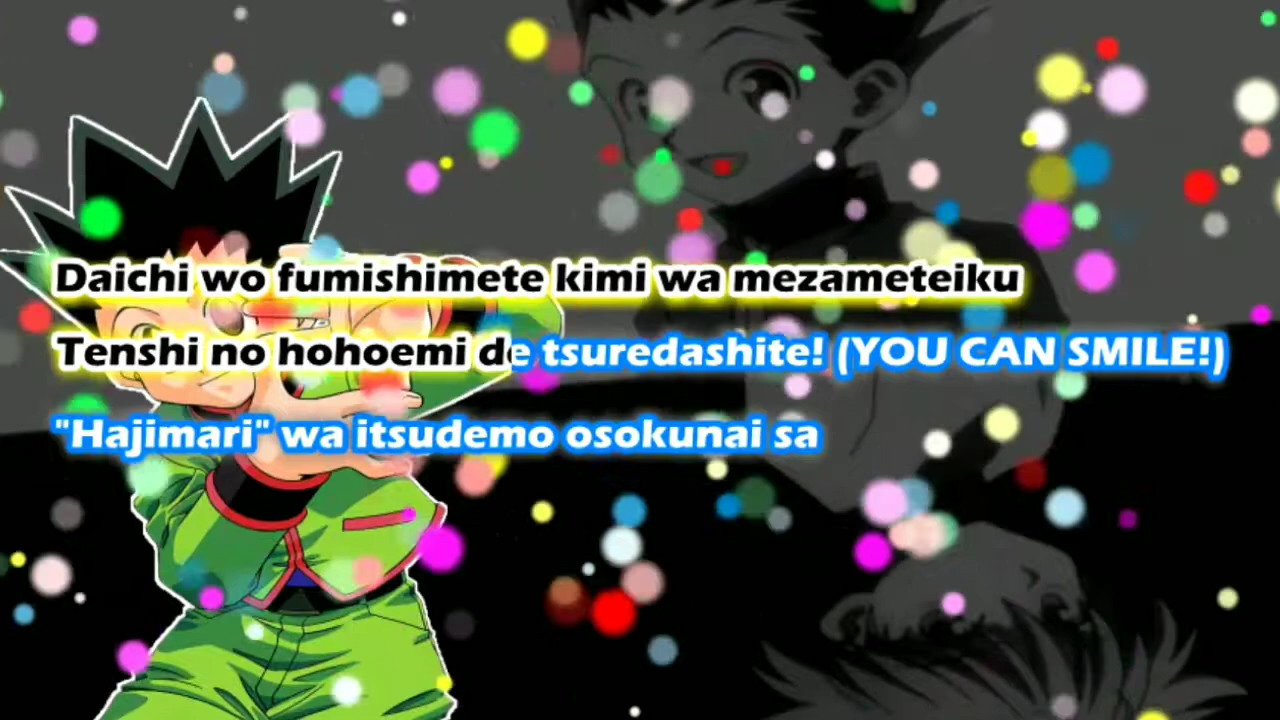 Daichi wo fumishimete kimi wa mezameteiku
Tenshi no hohoemi de tsuredashite! (YOU CAN SMILE!)
"Hajimari" wa itsudemo osokunai sa